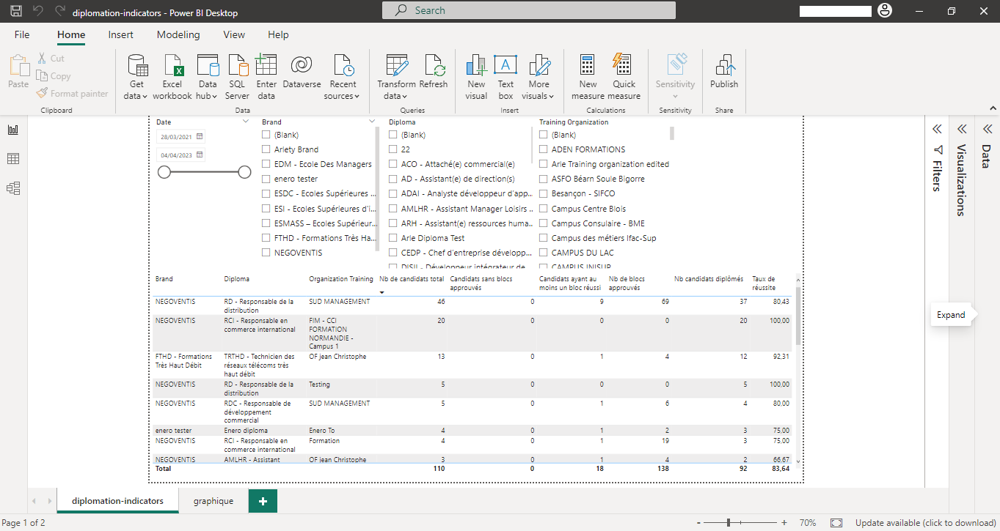 diplomation-indicators - Power BI Desktop
Search
File Home Insert Modeling View Help
Paste
Cut
Copy
Format painter
Clipboard
Get data
Excel workbook
Data hub
SQL Server
Enter data
Dataverse
Recent sources
Data
Transform data
Refresh
Queries
New visual
Text box
More visuals
Insert
New measure
Quick measure
Calculations
Sensitivity
Sensitivity
Publish
Share
Date
28/03/2021
04/04/2023
Brand
(Blank)
Ariety Brand
EDM - Ecole Des Managers
enero tester
ESDC - Ecoles Supérieures ...
ESI - Ecoles Supérieures d'i...
ESMASS – Ecoles Supérieur...
FTHD - Formations Très Ha...
NEGOVENTIS
Diploma
(Blank)
22
ACO - Attaché(e) commercial(e)
AD - Assistant(e) de direction(s)
ADAI - Analyste développeur d'app...
AMLHR - Assistant Manager Loisirs ...
ARH - Assistant(e) ressources huma...
Arie Diploma Test
CEDP - Chef d'entreprise développ...
DISII - Développeur intégrateur de
Training Organization
(Blank)
ADEN FORMATIONS
Arie Training organization edited
ASFO Béarn Soule Bigorre
Besançon - SIFCO
Campus Centre Blois
Campus Consulaire - BME
Campus des métiers Ifac-Sup
CAMPUS DU LAC
CAMPUS INISUP
Brand Diploma Organization Training Nb de candidats total Candidats sans blocs approuvés Candidats ayant au moins un bloc réussi Nb de blocs approuvés Nb candidats diplômés Taux de réussite
NEGOVENTIS RD - Responsable de la distribution SUD MANAGEMENT 46 0 9 69 37 80,43
NEGOVENTIS RCI - Responsable en commerce international FIM - CCI FORMATION NORMANDIE - Campus 1 20 0 0 0 20 100,00
FTHD - Formations Très Haut Débit TRTHD - Technicien des réseaux télécoms très haut débit OF jean Christophe 13 0 1 4 12 92,31
NEGOVENTIS RD - Responsable de la distribution Testing 5 0 0 0 5 100,00
NEGOVENTIS RDC - Responsable de développement commercial SUD MANAGEMENT 5 0 1 6 4 80,00
enero tester Enero diploma Enero To 4 0 1 2 3 75,00
NEGOVENTIS RCI - Responsable en commerce international Formation 4 0 1 19 3 75,00
NEGOVENTIS AMLHR - Assistant OF jean Christophe 3 0 1 4 2 66,67
Total 110 0 18 138 92 83,64
Filters
Visualizations
Data
Expand
diplomation-indicators graphique +
Page 1 of 2
- + 70% Update available (click to download)